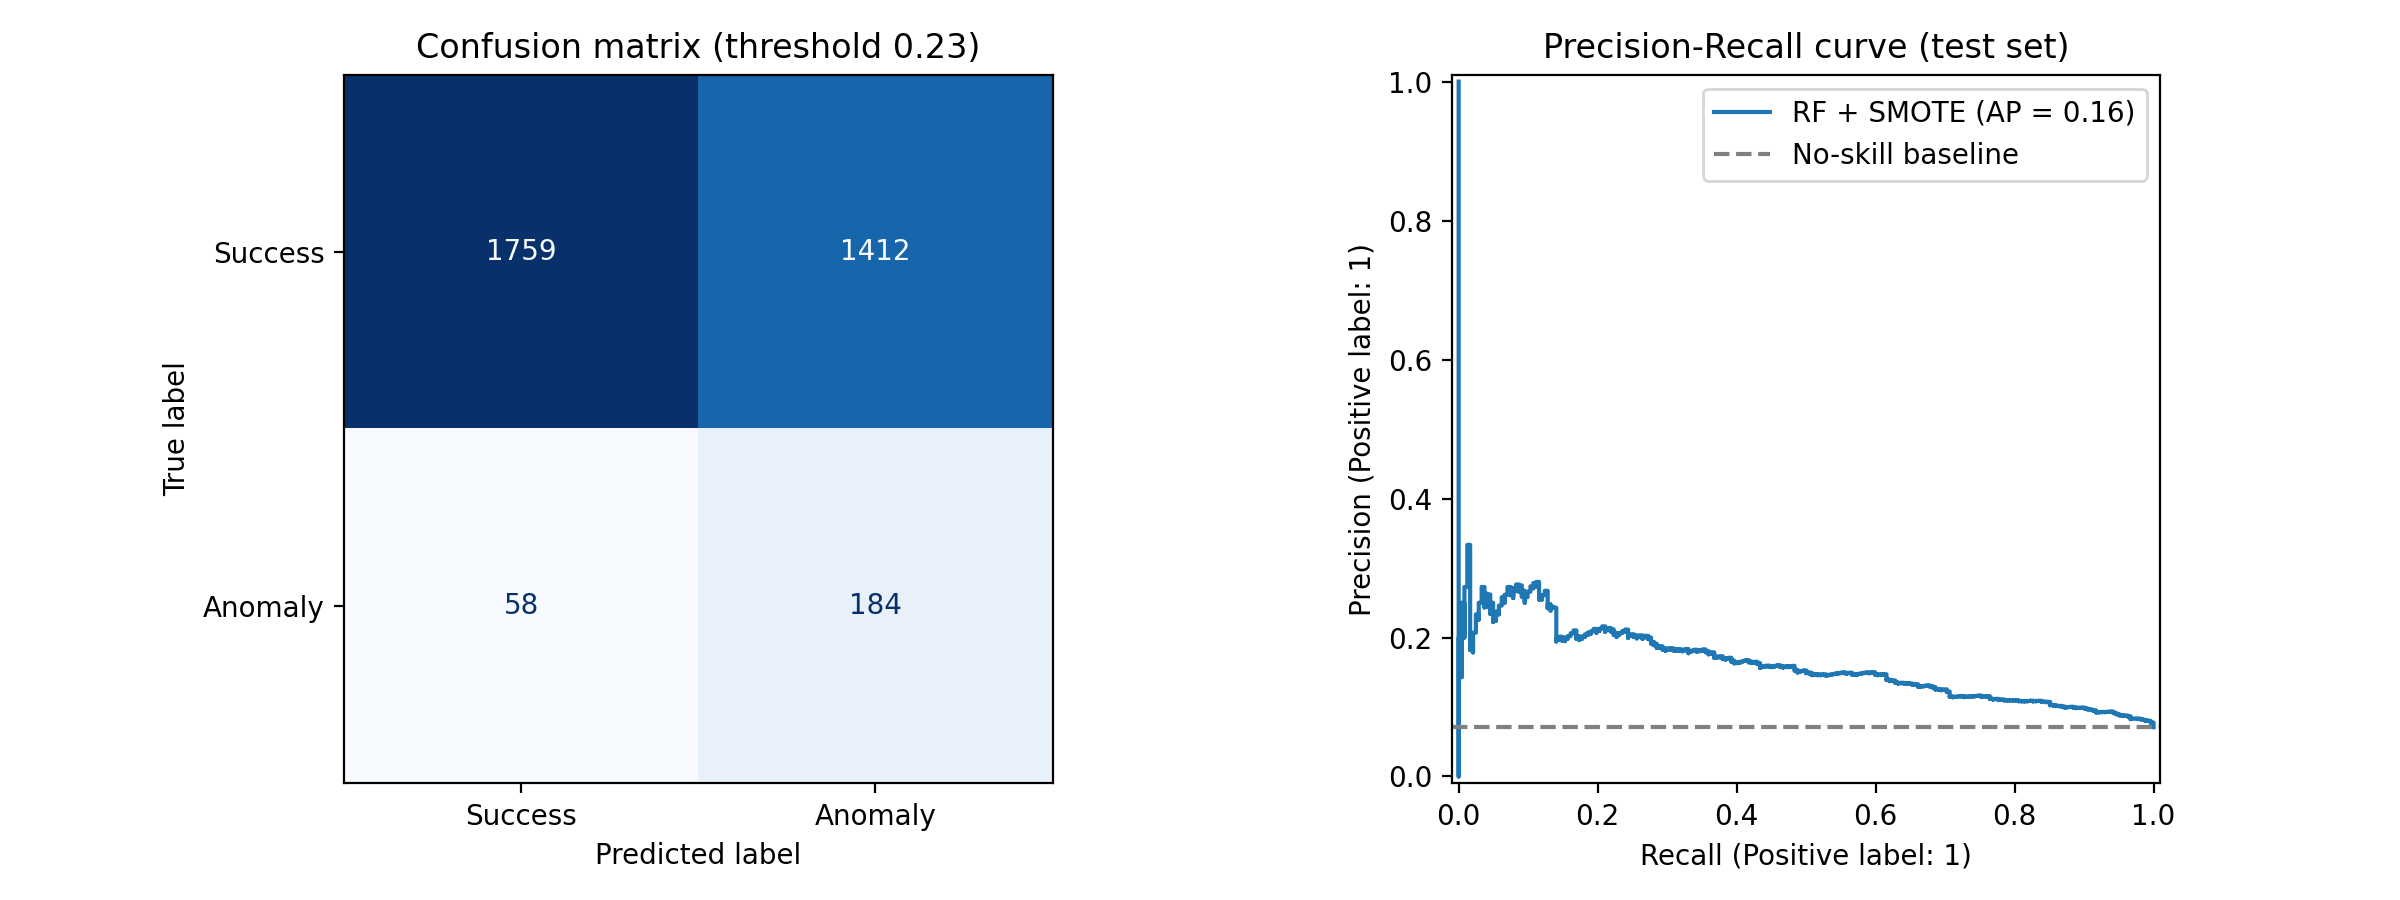 Confusion matrix (threshold 0.23)
True label
Success
Anomaly
1759
1412
58
184
Success
Anomaly
Predicted label
Precision-Recall curve (test set)
RF + SMOTE (AP = 0.16)
No-skill baseline
Precision (Positive label: 1)
1.0
0.8
0.6
0.4
0.2
0.0
0.0
0.2
0.4
0.6
0.8
1.0
Recall (Positive label: 1)